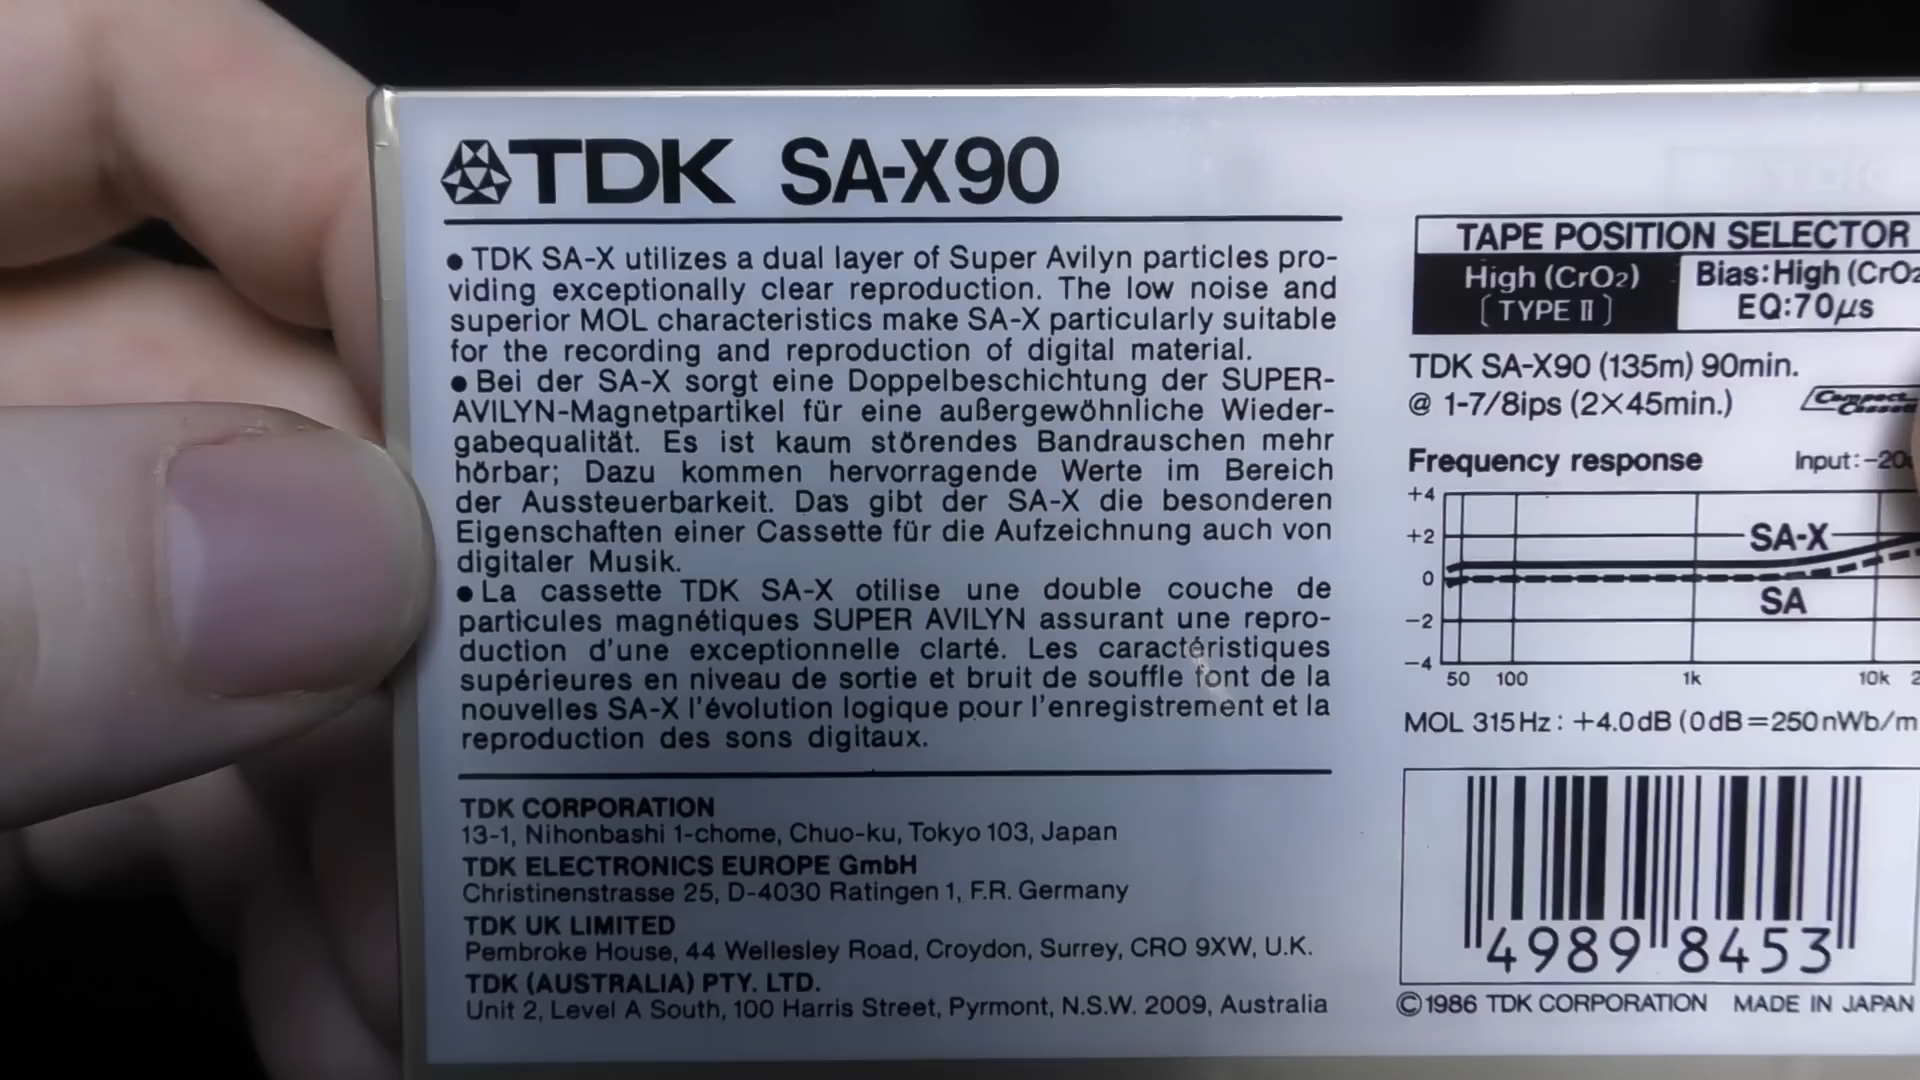 TDK SA-X90
● TDK SA-X utilizes a dual layer of Super Avilyn particles pro-
viding exceptionally clear reproduction. The low noise and
superior MOL characteristics make SA-X particularly suitable
for the recording and reproduction of digital material.
● Bei der SA-X sorgt eine Doppelbeschichtung der SUPER-
AVILYN-Magnetpartikel für eine außergewöhnliche Wieder-
gabequalität. Es ist kaum störendes Bandrauschen mehr
hörbar; Dazu kommen hervorragende Werte im Bereich
der Aussteuerbarkeit. Das gibt der SA-X die besonderen
Eigenschaften einer Cassette für die Aufzeichnung auch von
digitaler Musik.
● La cassette TDK SA-X otilise une double couche de
particules magnétiques SUPER AVILYN assurant une repro-
duction d'une exceptionnelle clarté. Les caractéristiques
supérieures en niveau de sortie et bruit de souffle font de la
nouvelles SA-X l'évolution logique pour l'enregistrement et la
reproduction des sons digitaux.
TDK CORPORATION
13-1, Nihonbashi 1-chome, Chuo-ku, Tokyo 103, Japan
TDK ELECTRONICS EUROPE GmbH
Christinenstrasse 25, D-4030 Ratingen 1, F.R. Germany
TDK UK LIMITED
Pembroke House, 44 Wellesley Road, Croydon, Surrey, CRO 9XW, U.K.
TDK (AUSTRALIA) PTY. LTD.
Unit 2, Level A South, 100 Harris Street, Pyrmont, N.S.W. 2009, Australia
TAPE POSITION SELECTOR
High (CrO2)
[ TYPE II ]
Bias: High (CrO2
EQ: 70µs
TDK SA-X90 (135m) 90min.
@ 1-7/8ips (2×45min.)
Compact Cassette
Frequency response
Input: -20
+4
+2
0
-2
-4
SA-X
SA
50 100 1k 10k 2
MOL 315Hz: +4.0dB (0dB=250nWb/m
4989 8453
©1986 TDK CORPORATION MADE IN JAPAN